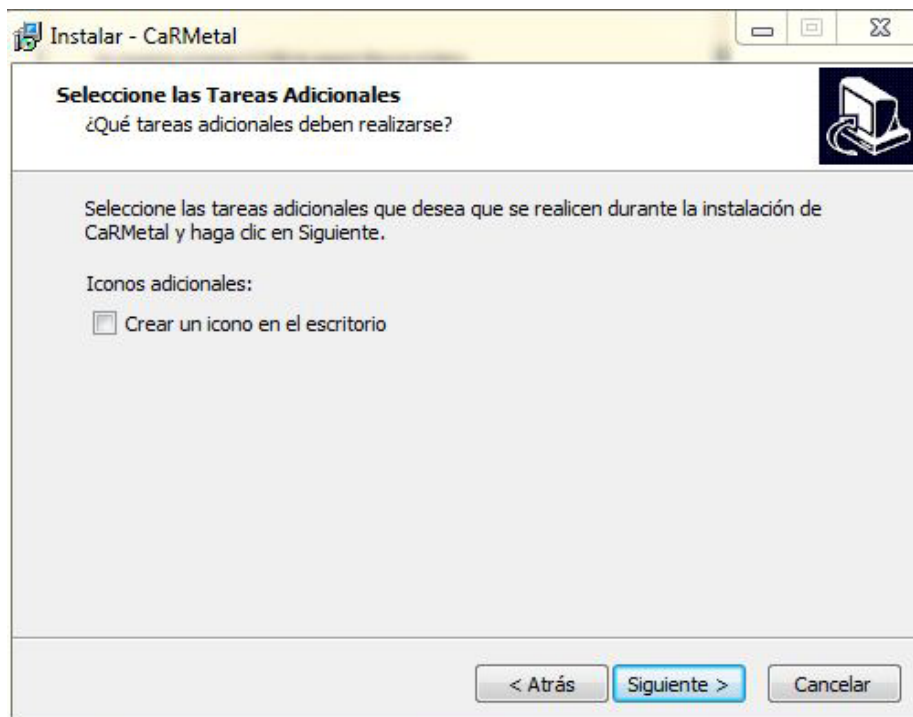 Instalar - CaRMetal
Seleccione las Tareas Adicionales
¿Qué tareas adicionales deben realizarse?
Seleccione las tareas adicionales que desea que se realicen durante la instalación de
CaRMetal y haga clic en Siguiente.
Iconos adicionales:
Crear un icono en el escritorio
< Atrás
Siguiente >
Cancelar